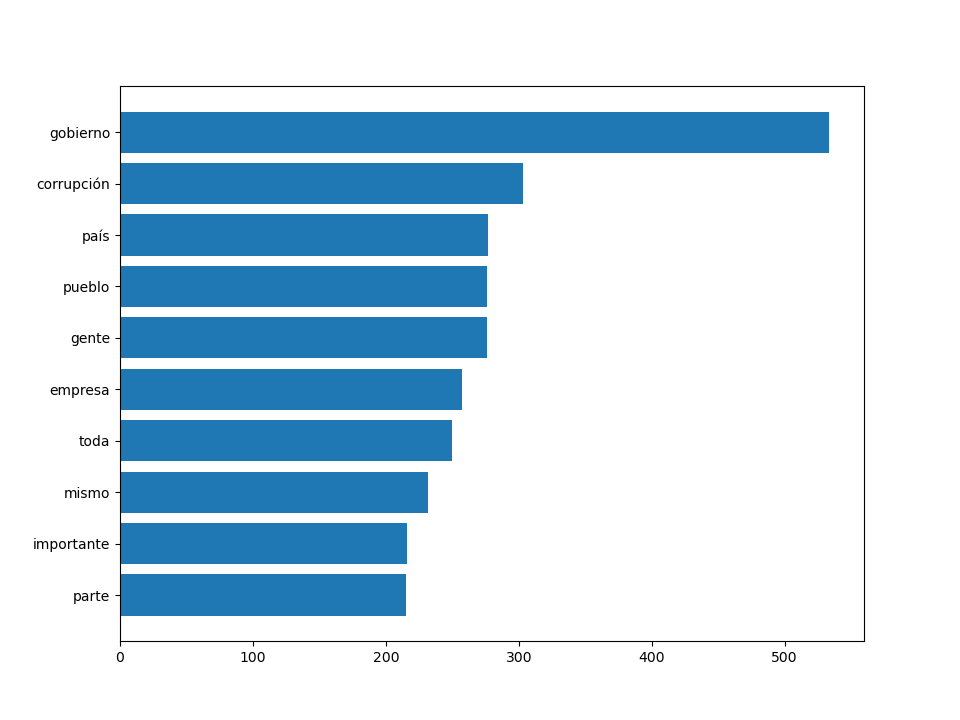 gobierno
corrupción
país
pueblo
gente
empresa
toda
mismo
importante
parte
0 100 200 300 400 500